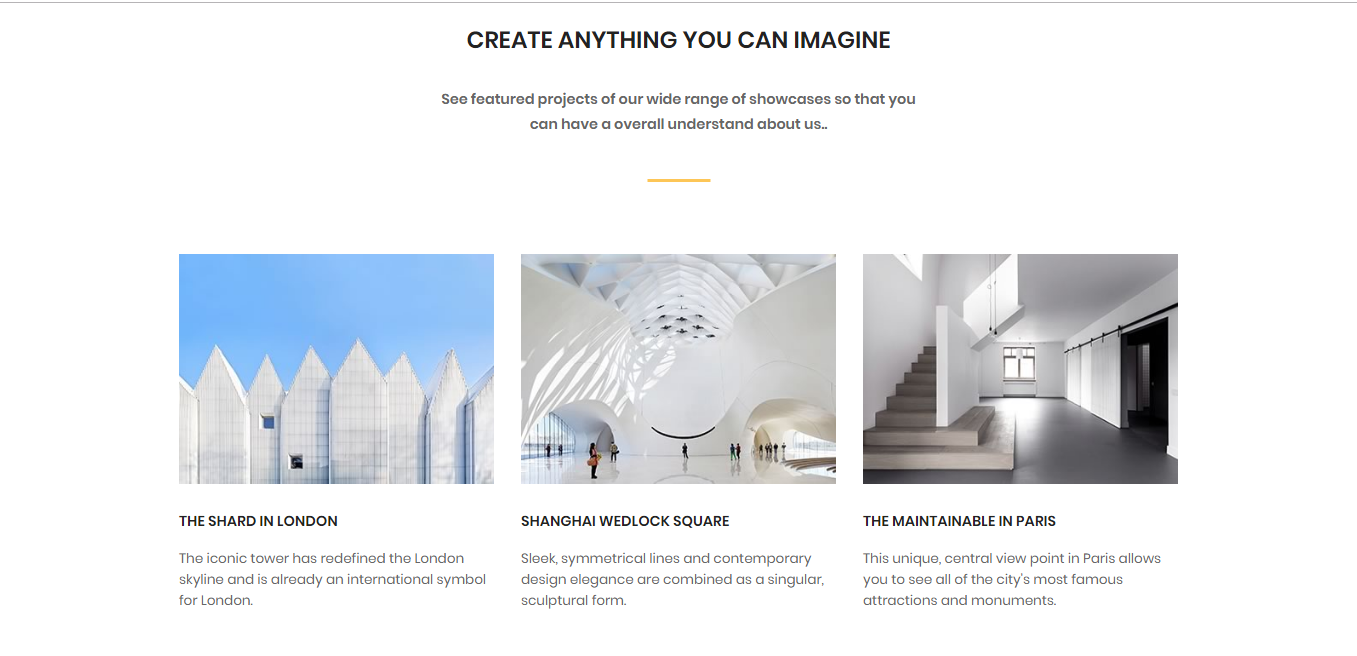 CREATE ANYTHING YOU CAN IMAGINE
See featured projects of our wide range of showcases so that you
can have a overall understand about us..
THE SHARD IN LONDON
The iconic tower has redefined the London
skyline and is already an international symbol
for London.
SHANGHAI WEDLOCK SQUARE
Sleek, symmetrical lines and contemporary
design elegance are combined as a singular,
sculptural form.
THE MAINTAINABLE IN PARIS
This unique, central view point in Paris allows
you to see all of the city's most famous
attractions and monuments.